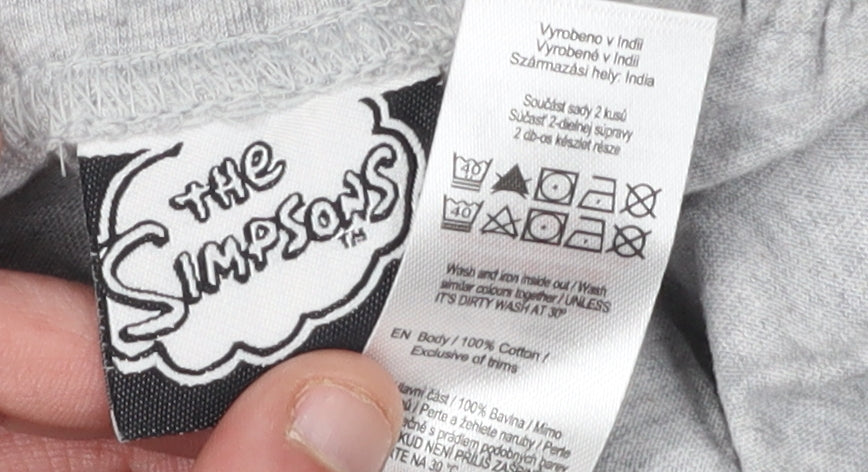 THE
SIMPSONS
TM
Vyrobeno v Indii
Vyrobené v Indii
Származási hely: India
Součást sady 2 kusů
Súčasť 2-dielnej súpravy
2 db-os készlet része
40
40
Wash and iron inside out / Wash
similar colours together / UNLESS
IT'S DIRTY WASH AT 30º
EN Body / 100% Cotton /
Exclusive of trims
část / 100% Bavlna / Mimo
/ Perte a žehlete naruby / Perte
s prádlem podobných barev
KUD NENÍ PŘÍLIŠ
TE NA 30 °C